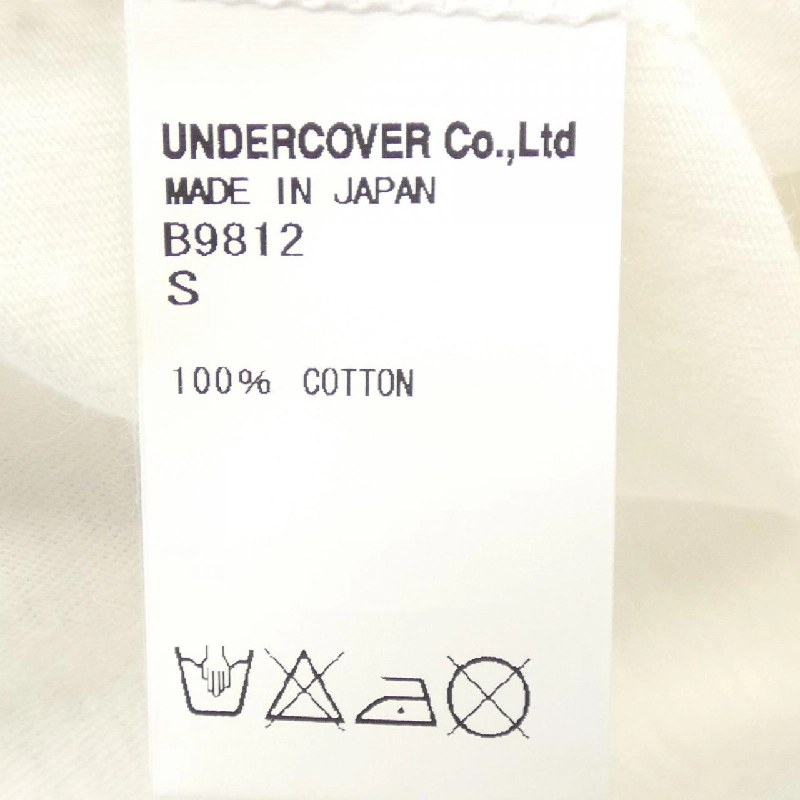 UNDERCOVER Co.,Ltd
MADE IN JAPAN
B9812
S
100% COTTON